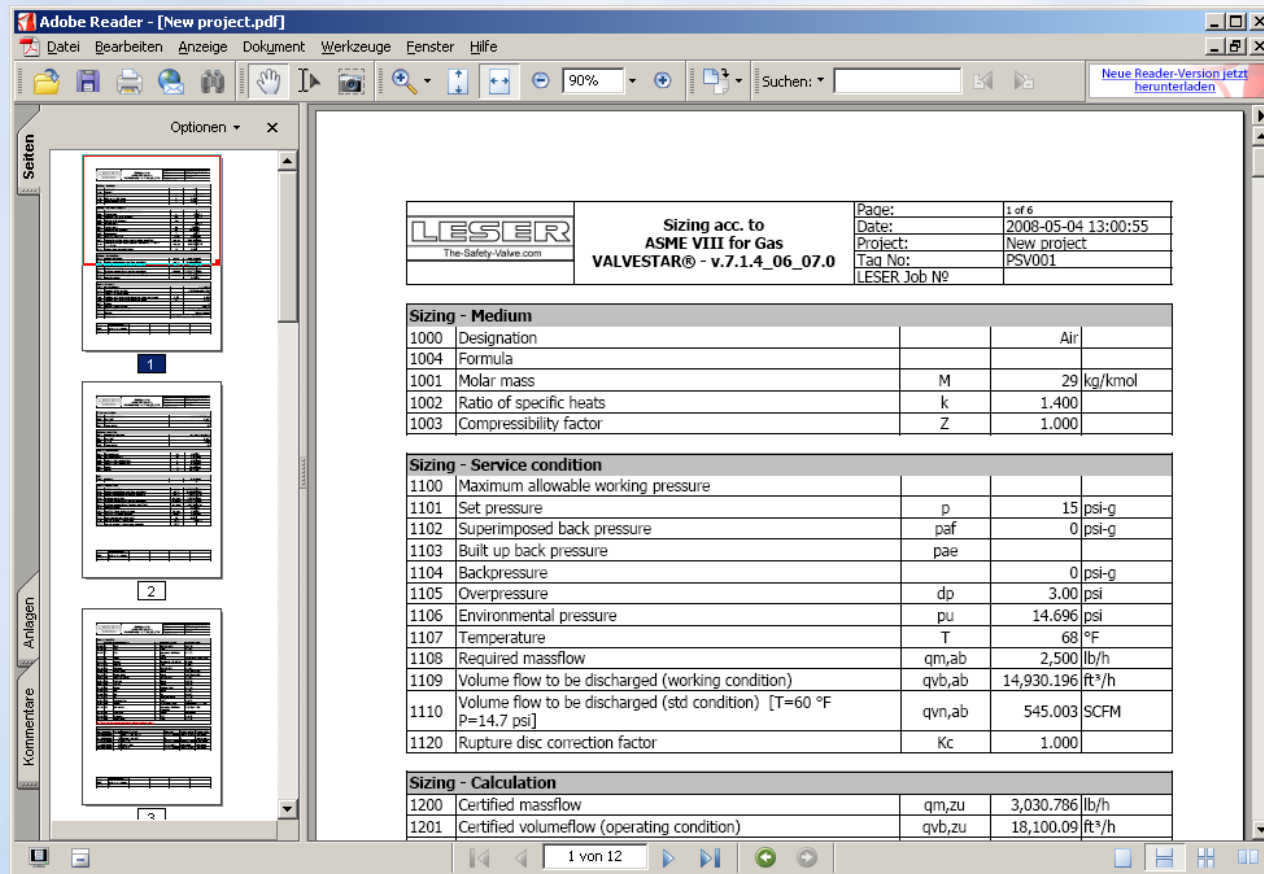 Adobe Reader - [New project.pdf]
Datei Bearbeiten Anzeige Dokument Werkzeuge Fenster Hilfe
90% Suchen: Neue Reader-Version jetzt
herunterladen
Seiten
Optionen
1
2
3
Anlagen
Kommentare
LESER
The-Safety-Valve.com
Sizing acc. to
ASME VIII for Gas
VALVESTAR® - v.7.1.4_06_07.0
Page: 1 of 6
Date: 2008-05-04 13:00:55
Project: New project
Tag No: PSV001
LESER Job Nº
Sizing - Medium
1000 Designation Air
1004 Formula
1001 Molar mass M 29 kg/kmol
1002 Ratio of specific heats k 1.400
1003 Compressibility factor Z 1.000
Sizing - Service condition
1100 Maximum allowable working pressure
1101 Set pressure p 15 psi-g
1102 Superimposed back pressure paf 0 psi-g
1103 Built up back pressure pae
1104 Backpressure 0 psi-g
1105 Overpressure dp 3.00 psi
1106 Environmental pressure pu 14.696 psi
1107 Temperature T 68 °F
1108 Required massflow qm,ab 2,500 lb/h
1109 Volume flow to be discharged (working condition) qvb,ab 14,930.196 ft³/h
1110 Volume flow to be discharged (std condition) [T=60 °F
P=14.7 psi] qvn,ab 545.003 SCFM
1120 Rupture disc correction factor Kc 1.000
Sizing - Calculation
1200 Certified massflow qm,zu 3,030.786 lb/h
1201 Certified volumeflow (operating condition) qvb,zu 18,100.09 ft³/h
1 von 12